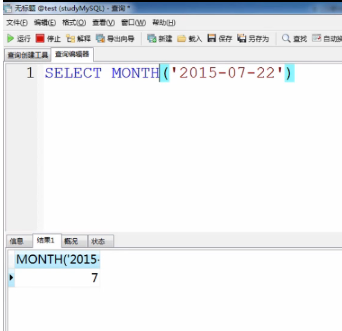 无标题 @test (studyMySQL) - 查询 *
文件(F) 编辑(E) 格式(O) 查看(V) 窗口(W) 帮助(H)
运行 停止 解释 导出向导 新建 载入 保存 另存为 查找
查询创建工具 查询编辑器
1 SELECT MONTH('2015-07-22')
信息 结果1 概况 状态
MONTH('2015-
7